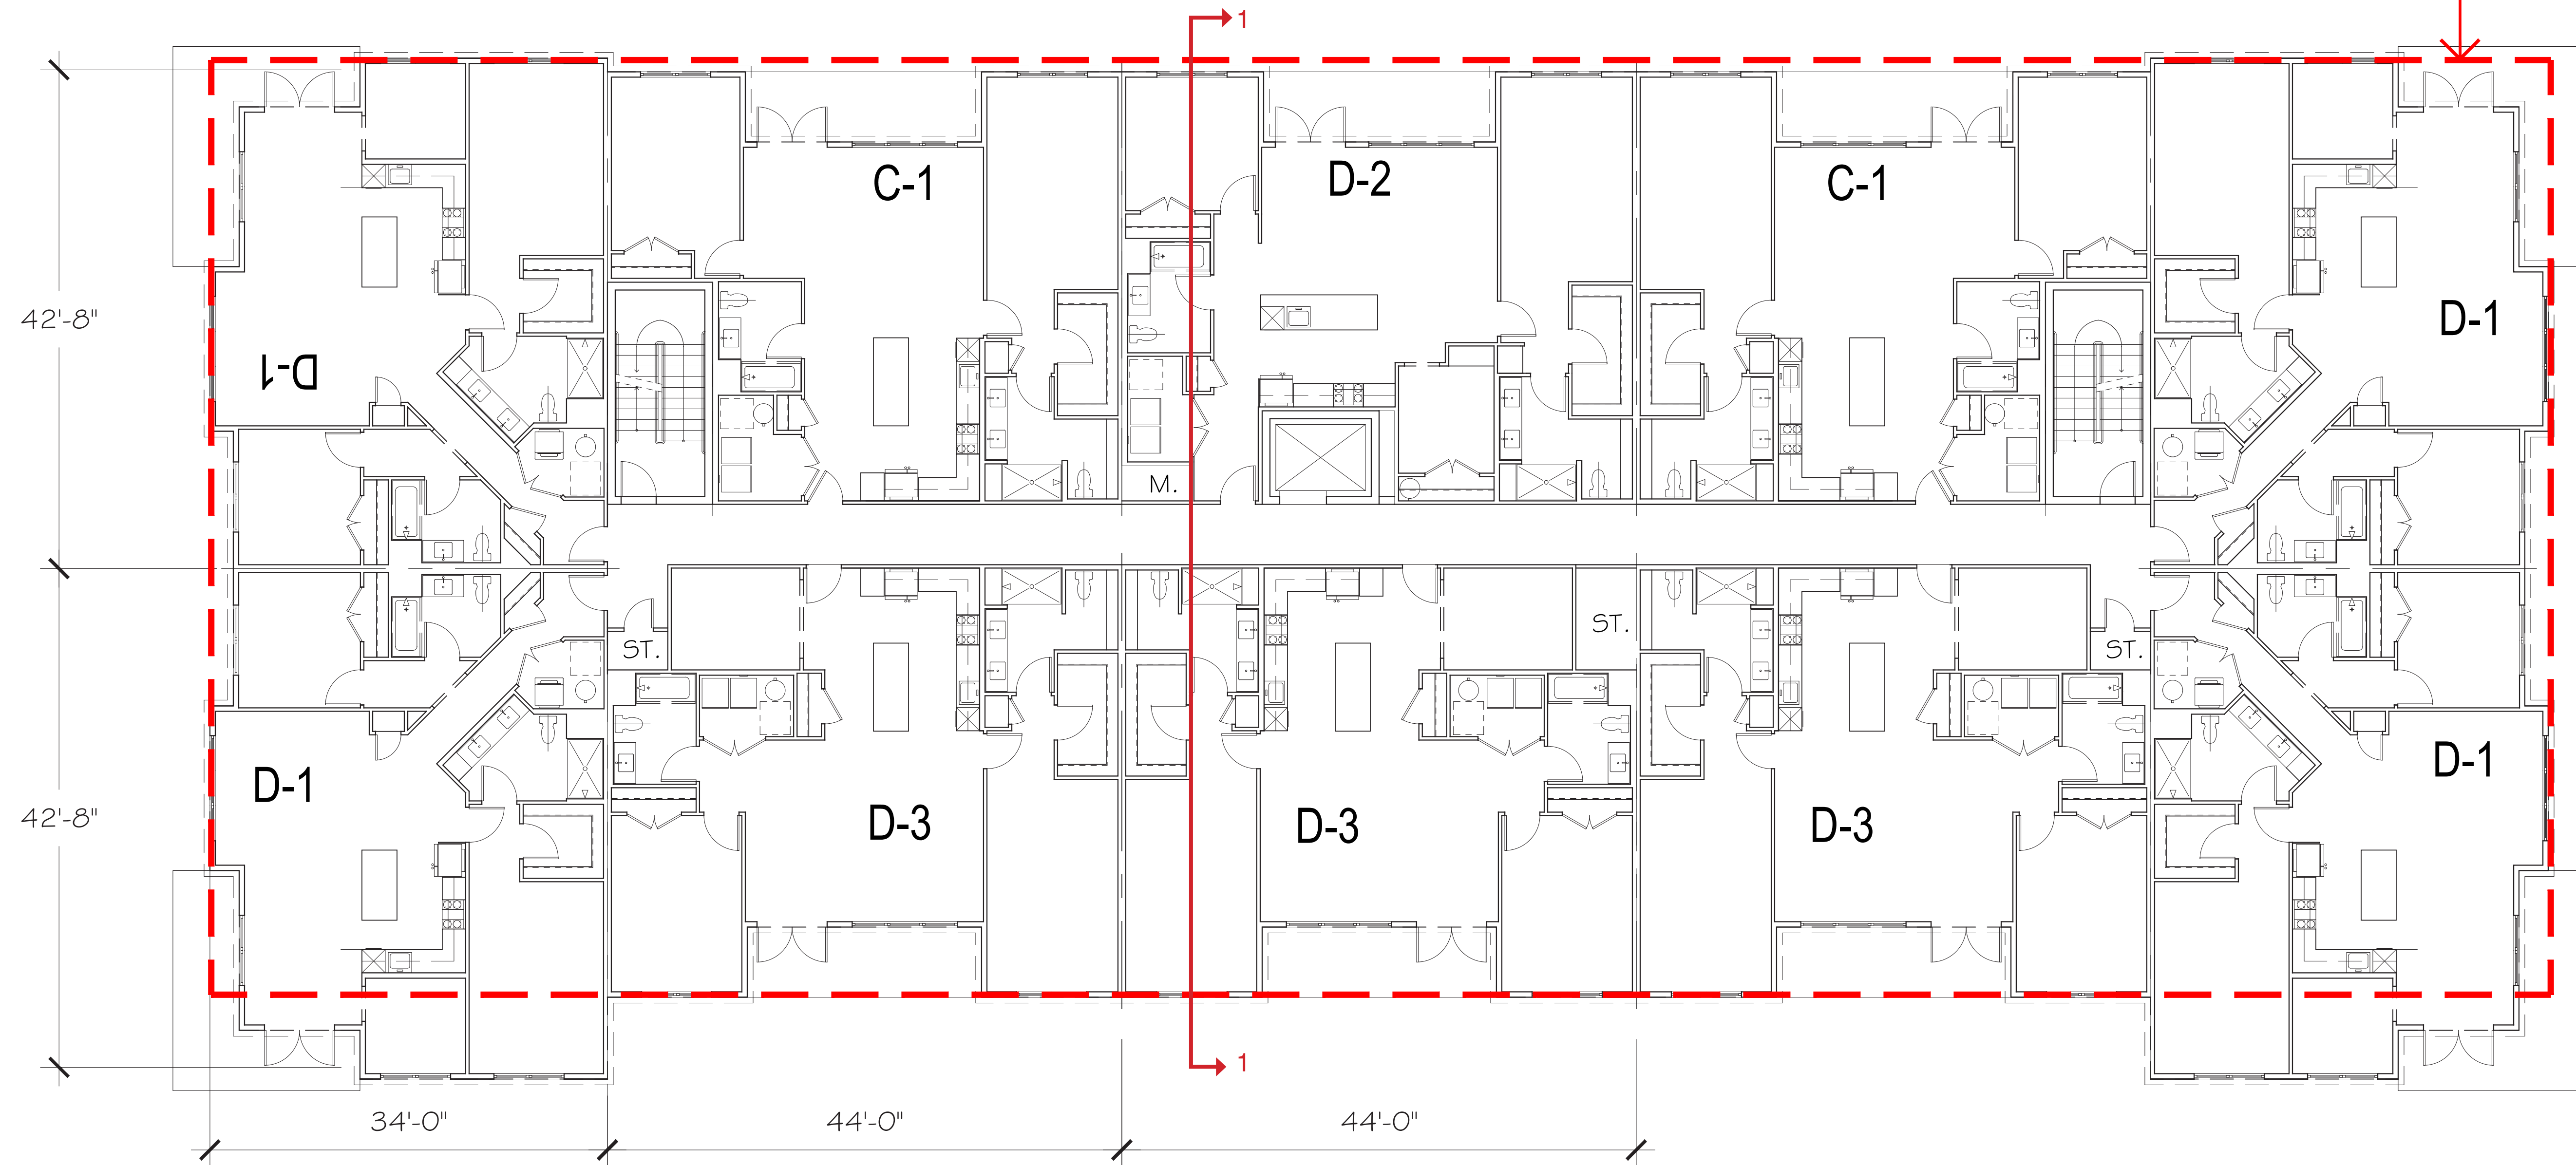 1
C-1
D-2
C-1
42'-8"
D-1
D-1
M.
ST.
ST.
ST.
D-1
D-3
D-3
D-3
D-1
42'-8"
1
34'-0"
44'-0"
44'-0"